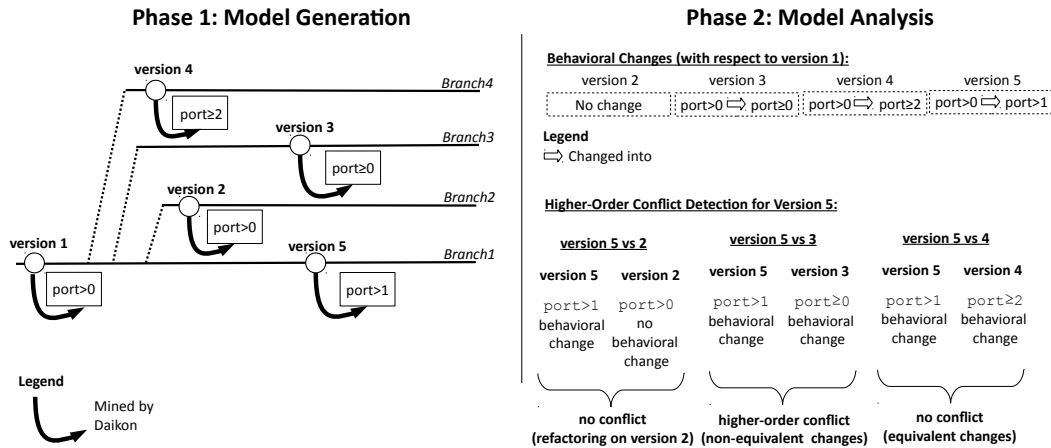 Phase 1: Model Generation
version 4
Branch4
port≥2
version 3
Branch3
port≥0
version 2
Branch2
port>0
version 1
version 5
Branch1
port>0
port>1
Legend
Mined by
Daikon
Phase 2: Model Analysis
Behavioral Changes (with respect to version 1):
version 2 version 3 version 4 version 5
No change port>0 port≥0 port>0 port≥2 port>0 port>1
Legend
Changed into
Higher-Order Conflict Detection for Version 5:
version 5 vs 2 version 5 vs 3 version 5 vs 4
version 5 version 2 version 5 version 3 version 5 version 4
port>1 port>0 port>1 port≥0 port>1 port≥2
behavioral no behavioral behavioral behavioral behavioral
change behavioral change change change change
change
no conflict higher-order conflict no conflict
(refactoring on version 2) (non-equivalent changes) (equivalent changes)